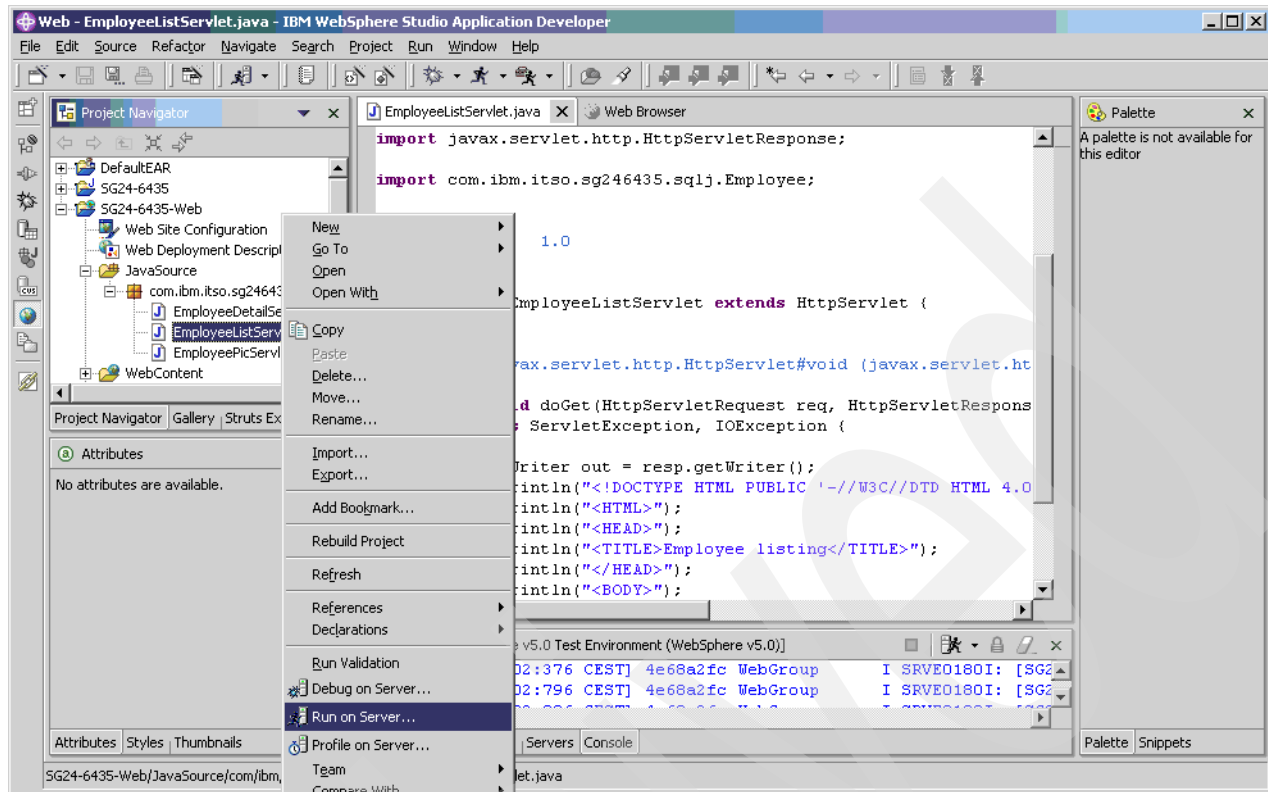 Web - EmployeeListServlet.java - IBM WebSphere Studio Application Developer
File Edit Source Refactor Navigate Search Project Run Window Help
Project Navigator
DefaultEAR
SG24-6435
SG24-6435-Web
Web Site Configuration
Web Deployment Descrip
JavaSource
com.ibm.itso.sg24643
EmployeeDetailSe
EmployeeListServ
EmployeePicServl
WebContent
Project Navigator Gallery Struts Ex
Attributes
No attributes are available.
Attributes Styles Thumbnails
New
Go To
Open
Open With
Copy
Paste
Delete...
Move...
Rename...
Import...
Export...
Add Bookmark...
Rebuild Project
Refresh
References
Declarations
Run Validation
Debug on Server...
Run on Server...
Profile on Server...
Team
Compare With
EmployeeListServlet.java Web Browser
import javax.servlet.http.HttpServletResponse;
import com.ibm.itso.sg246435.sqlj.Employee;
1.0
EmployeeListServlet extends HttpServlet {
vax.servlet.http.HttpServlet#void (javax.servlet.ht
d doGet(HttpServletRequest req, HttpServletRespons
ServletException, IOException {
Writer out = resp.getWriter();
rintln("<!DOCTYPE HTML PUBLIC '-//W3C//DTD HTML 4.0
rintln("<HTML>");
rintln("<HEAD>");
rintln("<TITLE>Employee listing</TITLE>");
rintln("</HEAD>");
rintln("<BODY>");
v5.0 Test Environment (WebSphere v5.0)]
02:376 CEST] 4e68a2fc WebGroup I SRVE0180I: [SG2
02:796 CEST] 4e68a2fc WebGroup I SRVE0180I: [SG2
Servers Console
Palette
A palette is not available for
this editor
Palette Snippets
SG24-6435-Web/JavaSource/com/ibm, let.java